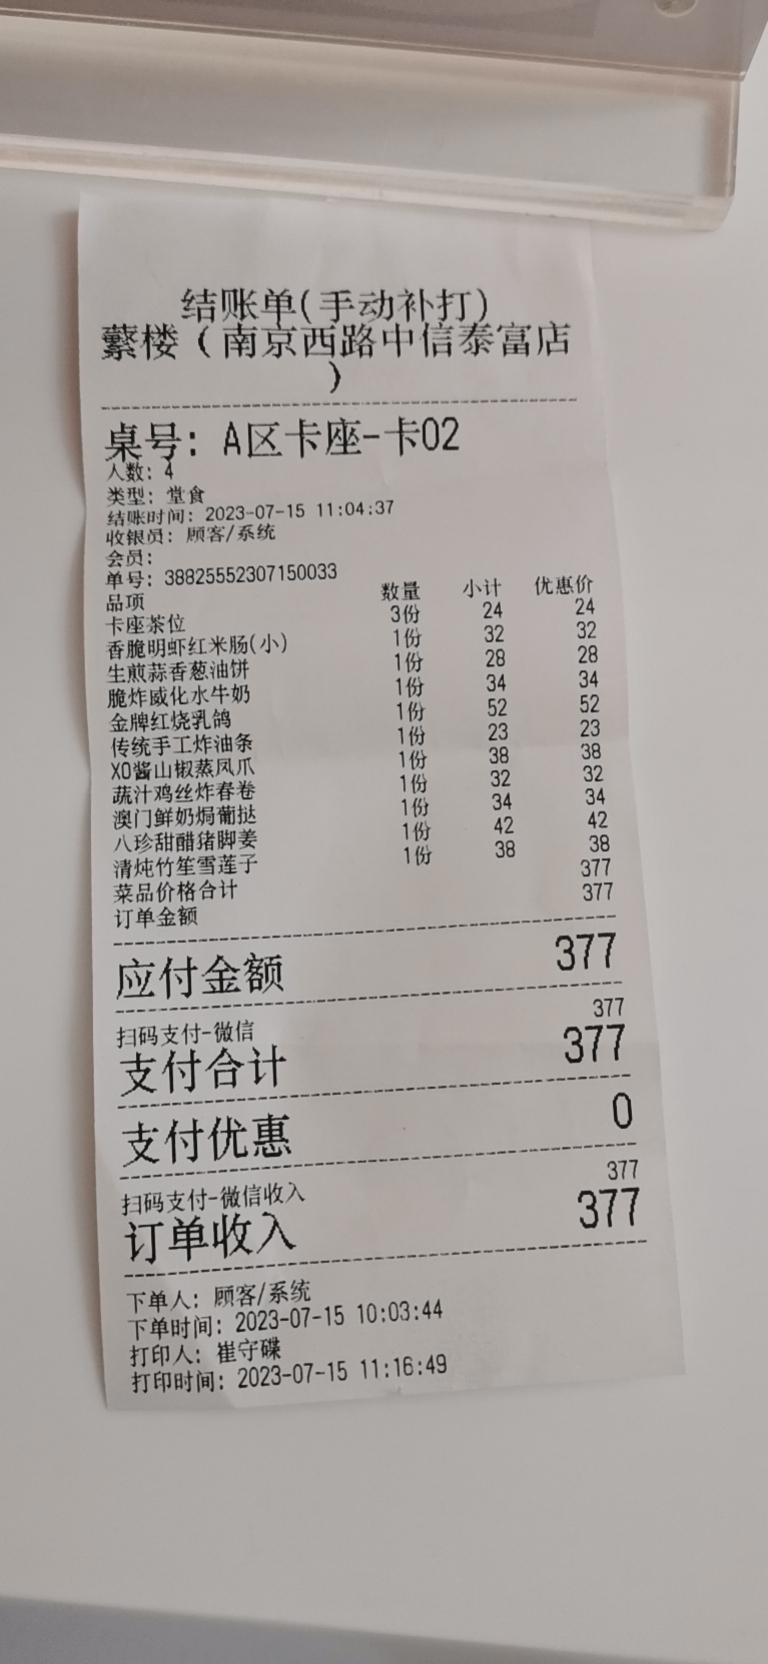 结账单(手动补打)
蘩楼（南京西路中信泰富店
）
桌号: A区卡座-卡02
人数: 4
类型: 堂食
结账时间: 2023-07-15 11:04:37
收银员: 顾客/系统
会员:
单号: 38825552307150033
品项 数量 小计 优惠价
卡座茶位 3份 24 24
香脆明虾红米肠(小) 1份 32 32
生煎蒜香葱油饼 1份 28 28
脆炸威化水牛奶 1份 34 34
金牌红烧乳鸽 1份 52 52
传统手工炸油条 1份 23 23
XO酱山椒蒸凤爪 1份 38 38
蔬汁鸡丝炸春卷 1份 32 32
澳门鲜奶焗葡挞 1份 34 34
八珍甜醋猪脚姜 1份 42 42
清炖竹笙雪莲子 1份 38 38
菜品价格合计 377
订单金额 377
应付金额 377
扫码支付-微信 377
支付合计 377
支付优惠 0
扫码支付-微信收入 377
订单收入 377
下单人: 顾客/系统
下单时间: 2023-07-15 10:03:44
打印人: 崔守碟
打印时间: 2023-07-15 11:16:49